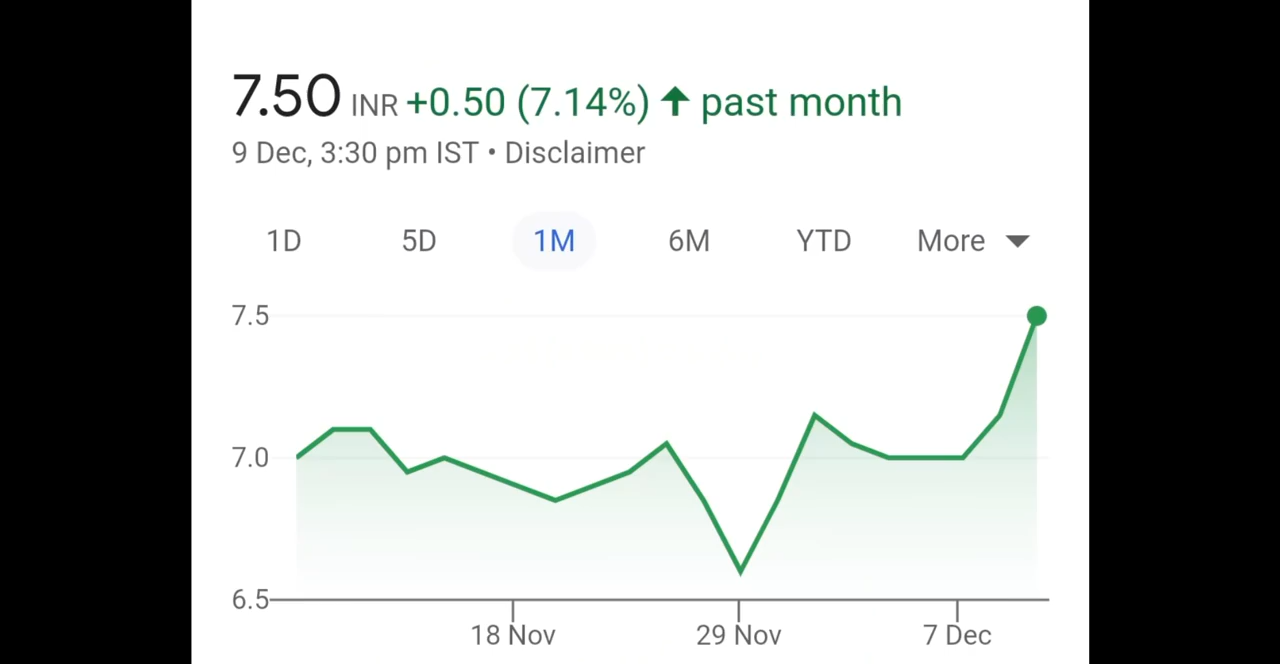 7.50 INR +0.50 (7.14%) ↑ past month
9 Dec, 3:30 pm IST • Disclaimer
1D 5D 1M 6M YTD More
7.5
7.0
6.5
18 Nov 29 Nov 7 Dec